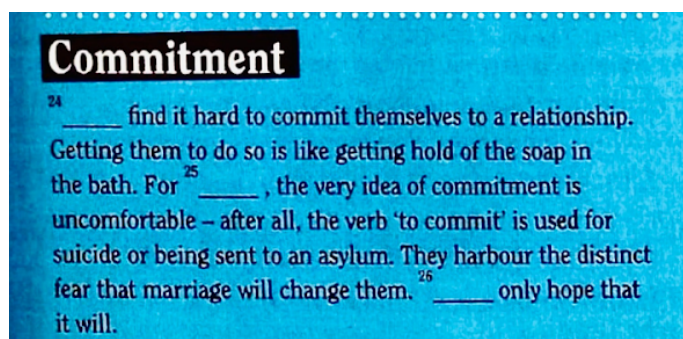 Commitment
24 _____ find it hard to commit themselves to a relationship.
Getting them to do so is like getting hold of the soap in
the bath. For 25 _____ , the very idea of commitment is
uncomfortable – after all, the verb ‘to commit’ is used for
suicide or being sent to an asylum. They harbour the distinct
fear that marriage will change them. 26 _____ only hope that
it will.